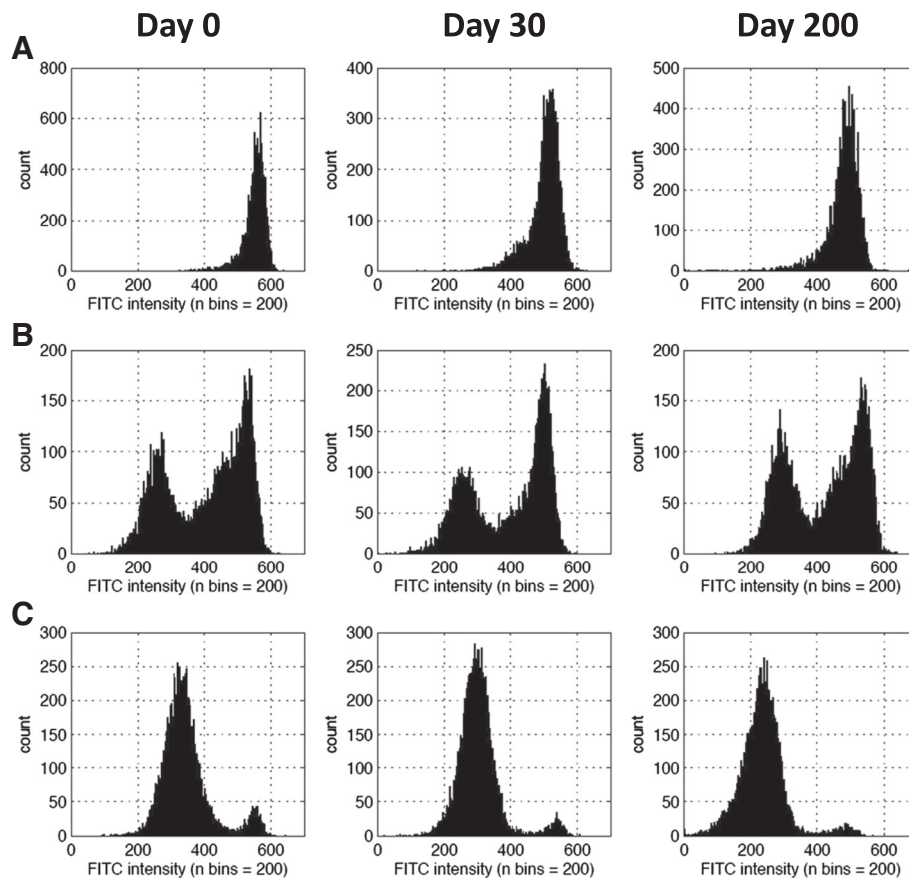 Day 0 Day 30 Day 200
A
800 400 500
600 300 400
400 200 300
200 100 200
0 0 100
0
count count count
0 200 400 600 0 200 400 600 0 200 400 600
FITC intensity (n bins = 200) FITC intensity (n bins = 200) FITC intensity (n bins = 200)
B
200 250 200
150 200 150
100 150 100
50 100 50
0 50 0
0
count count count
0 200 400 600 0 200 400 600 0 200 400 600
FITC intensity (n bins = 200) FITC intensity (n bins = 200) FITC intensity (n bins = 200)
C
300 300 300
250 250 250
200 200 200
150 150 150
100 100 100
50 50 50
0 0 0
count count count
0 200 400 600 0 200 400 600 0 200 400 600
FITC intensity (n bins = 200) FITC intensity (n bins = 200) FITC intensity (n bins = 200)